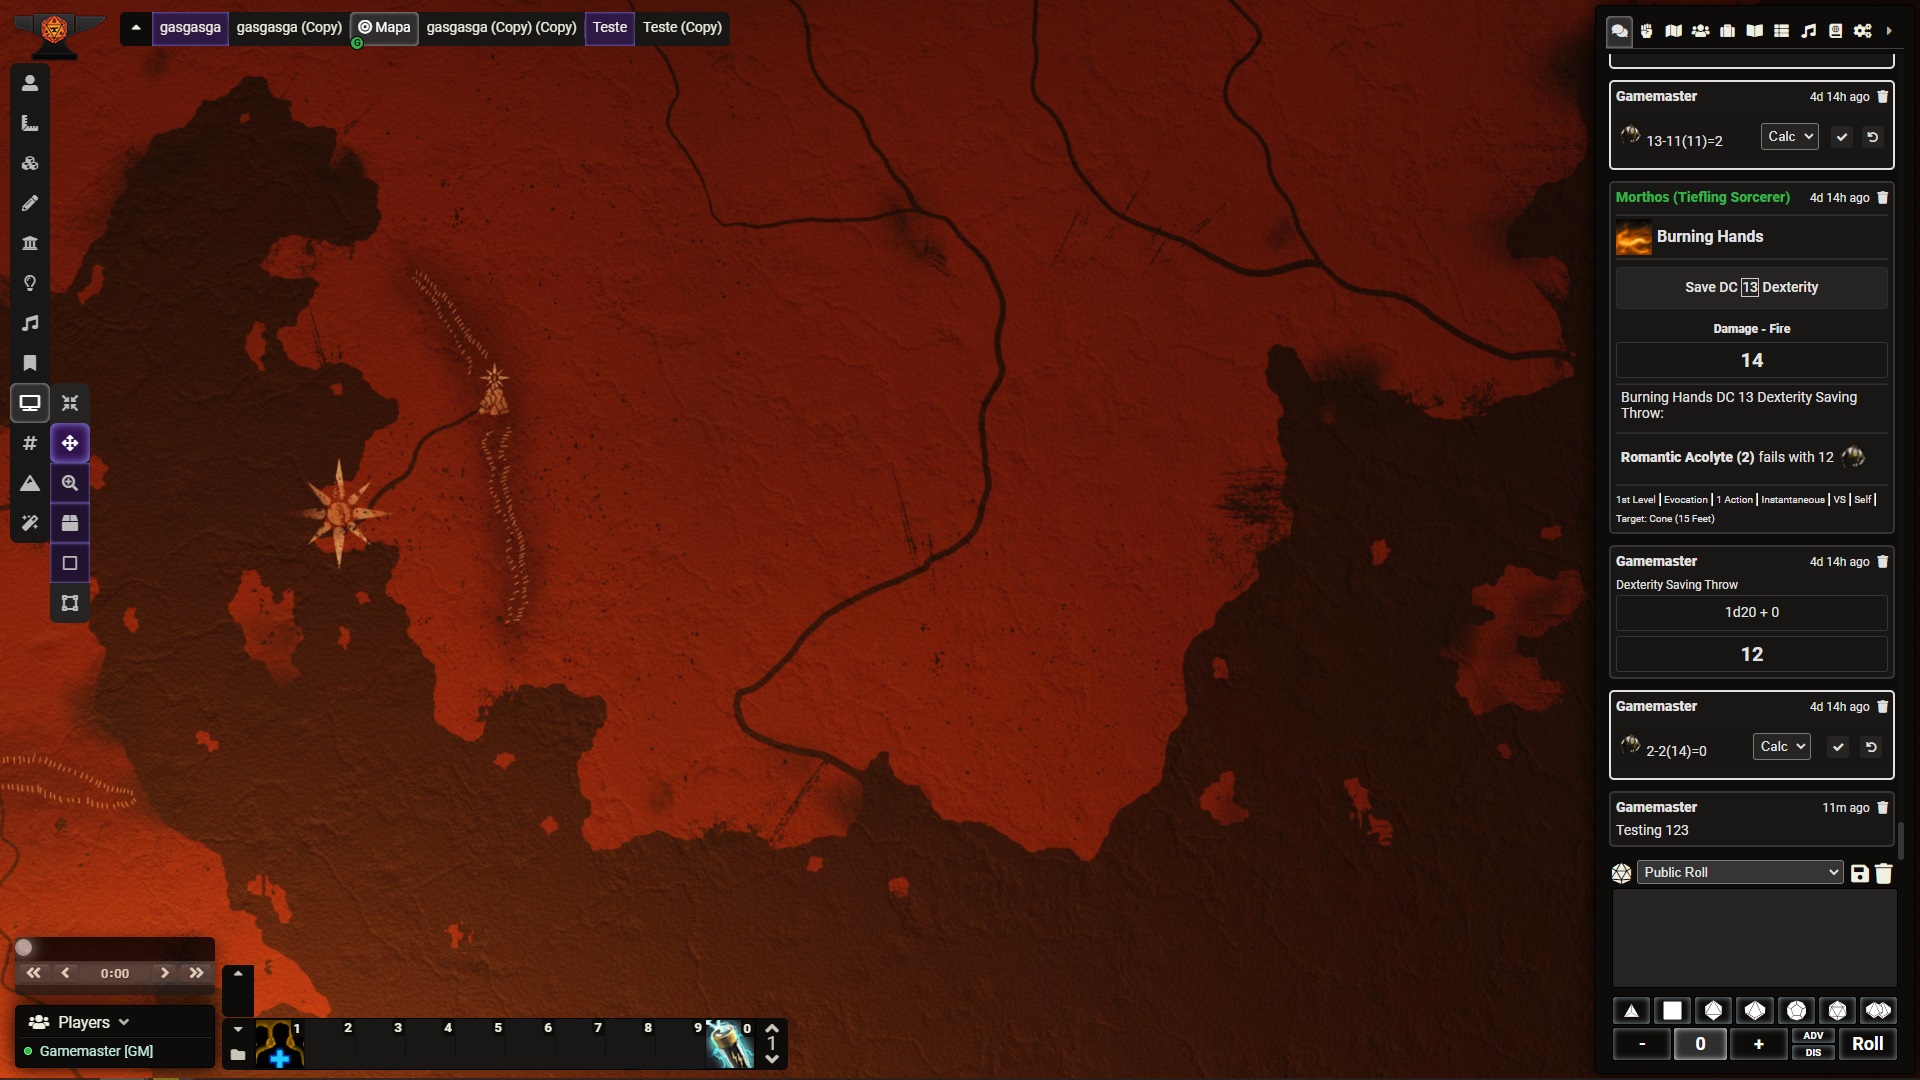 gasgasga gasgasga (Copy) Mapa gasgasga (Copy) (Copy) Teste Teste (Copy)
G
Gamemaster 4d 14h ago
13-11(11)=2 Calc
Morthos (Tiefling Sorcerer) 4d 14h ago
Burning Hands
Save DC 13 Dexterity
Damage - Fire
14
Burning Hands DC 13 Dexterity Saving
Throw:
Romantic Acolyte (2) fails with 12
1st Level | Evocation | 1 Action | Instantaneous | VS | Self |
Target: Cone (15 Feet)
Gamemaster 4d 14h ago
Dexterity Saving Throw
1d20 + 0
12
Gamemaster 4d 14h ago
2-2(14)=0 Calc
Gamemaster 11m ago
Testing 123
Public Roll
- 0 + ADV
DIS
Roll
0:00
Players
Gamemaster [GM]
1 2 3 4 5 6 7 8 9 0
1